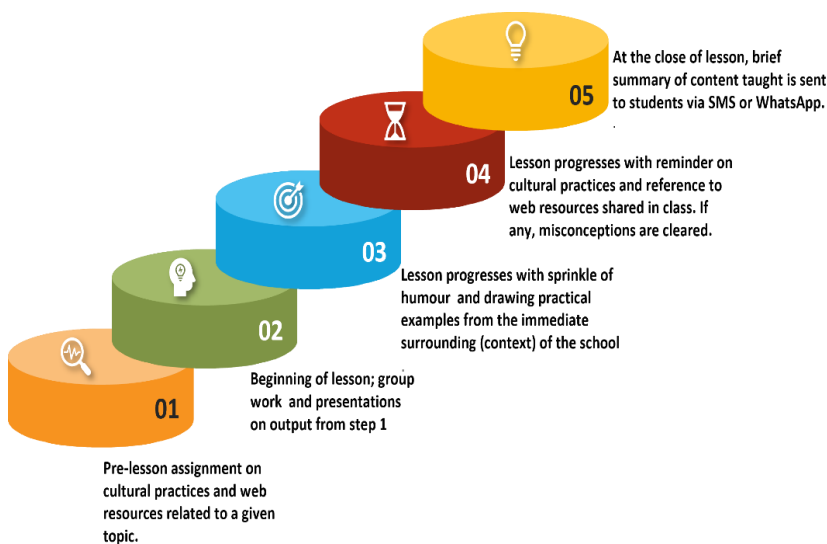 05
At the close of lesson, brief
summary of content taught is sent
to students via SMS or WhatsApp.
.
04
Lesson progresses with reminder on
cultural practices and reference to
web resources shared in class. If
any, misconceptions are cleared.
03
Lesson progresses with sprinkle of
humour and drawing practical
examples from the immediate
surrounding (context) of the school
02
Beginning of lesson; group
work and presentations
on output from step 1
01
Pre-lesson assignment on
cultural practices and web
resources related to a given
topic.